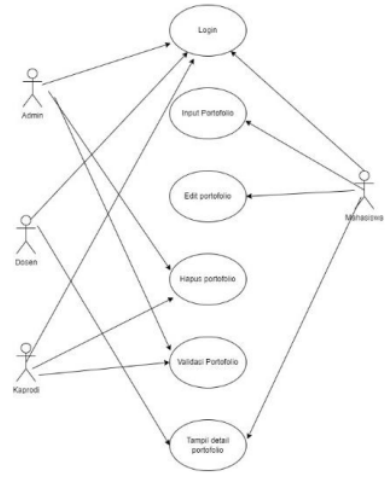 Login
Admin
Input Portofolio
Edit portofolio
Mahasiswa
Dosen
Hapus portofolio
Validasi Portofolio
Kaprodi
Tampil detail
portofolio